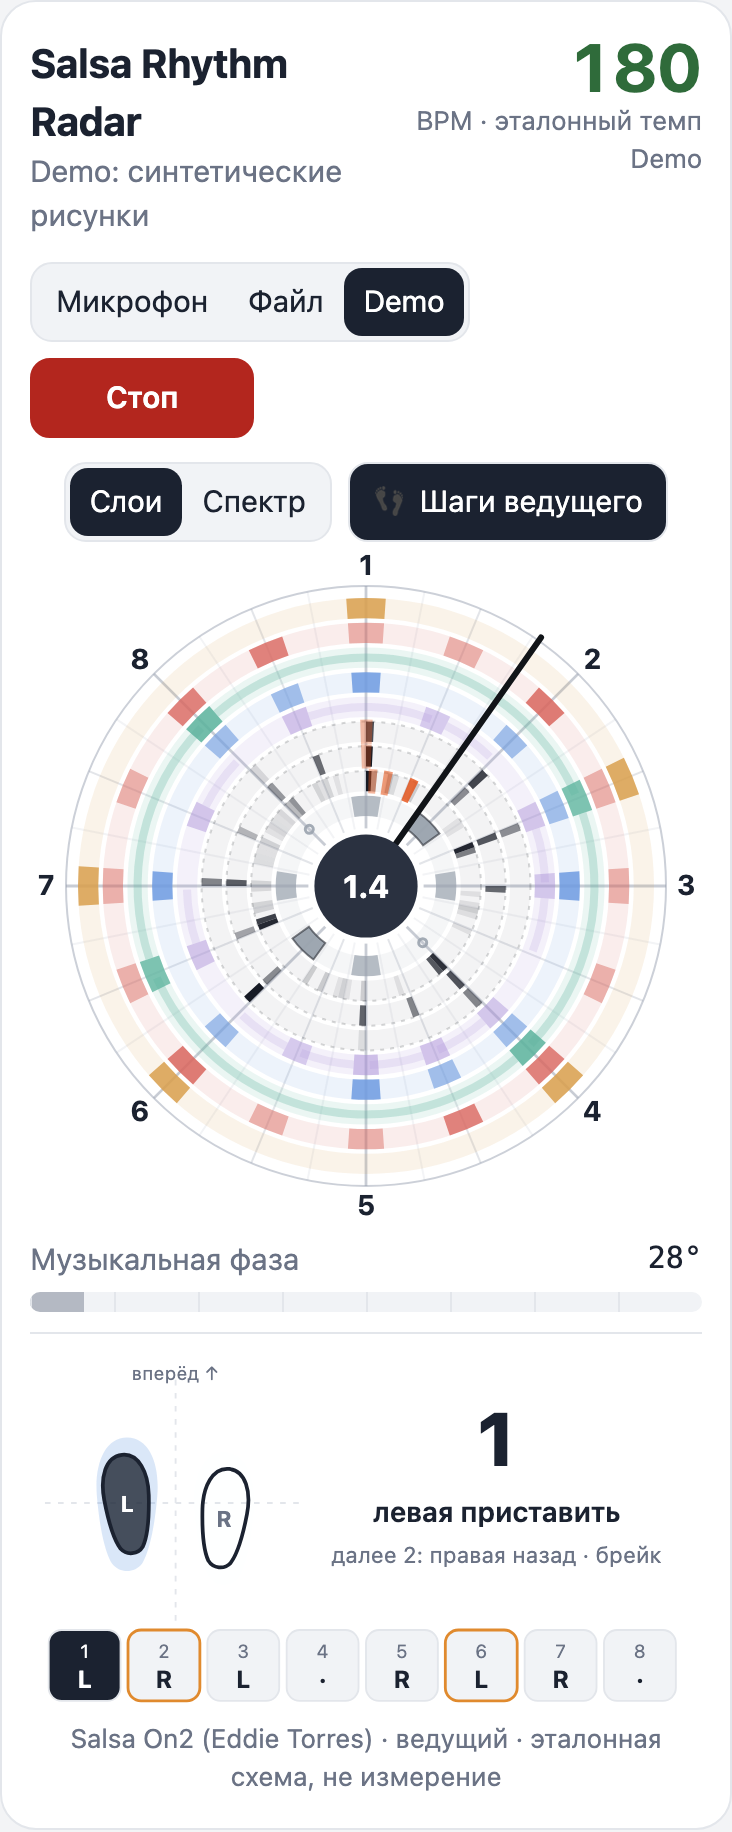 Salsa Rhythm
Radar
Demo: синтетические
рисунки
180
BPM · эталонный темп
Demo
Микрофон Файл Demo
Стоп
Слои Спектр 👣 Шаги ведущего
1
8 2
7 1.4 3
6 4
5
Музыкальная фаза 28°
вперёд ↑
L R
1
левая приставить
далее 2: правая назад · брейк
1 2 3 4 5 6 7 8
L R L · R L R ·
Salsa On2 (Eddie Torres) · ведущий · эталонная
схема, не измерение